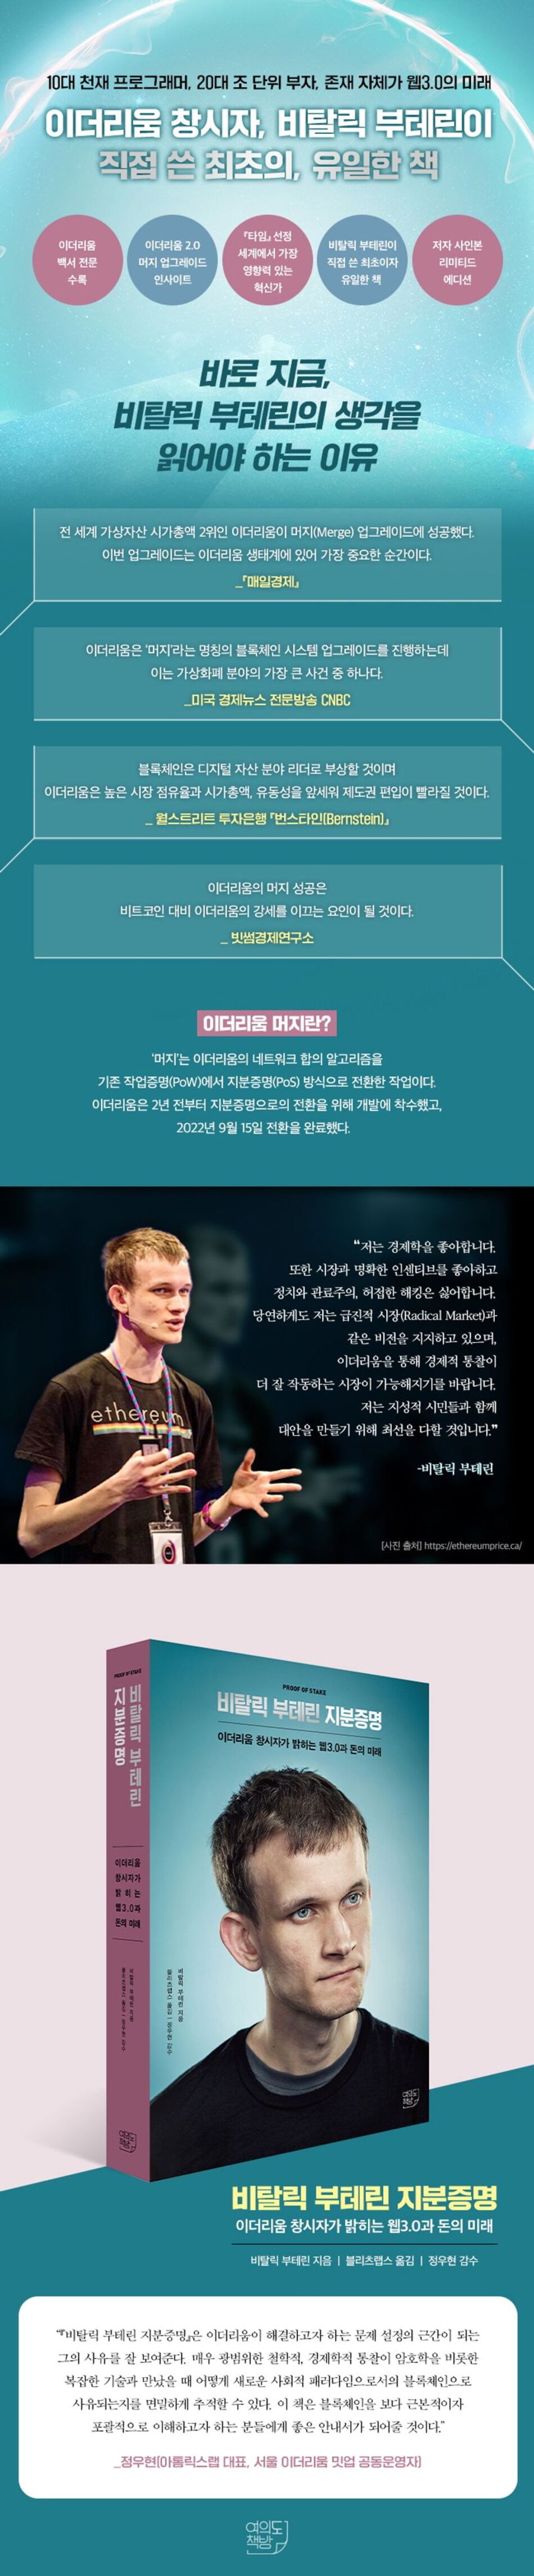 10대 천재 프로그래머, 20대 조 단위 부자, 존재 자체가 웹3.0의 미래
이더리움 창시자, 비탈릭 부테린이
직접 쓴 최초의, 유일한 책
이더리움
백서 전문
수록
이더리움 2.0
머지 업그레이드
인사이트
『타임』 선정
세계에서 가장
영향력 있는
혁신가
비탈릭 부테린이
직접 쓴 최초이자
유일한 책
저자 사인본
리미티드
에디션
바로 지금,
비탈릭 부테린의 생각을
읽어야 하는 이유
전 세계 가상자산 시가총액 2위인 이더리움이 머지(Merge) 업그레이드에 성공했다.
이번 업그레이드는 이더리움 생태계에 있어 가장 중요한 순간이다.
_『매일경제』
이더리움은 '머지'라는 명칭의 블록체인 시스템 업그레이드를 진행하는데
이는 가상화폐 분야의 가장 큰 사건 중 하나다.
_미국 경제뉴스 전문방송 CNBC
블록체인은 디지털 자산 분야 리더로 부상할 것이며
이더리움은 높은 시장 점유율과 시가총액, 유동성을 앞세워 제도권 편입이 빨라질 것이다.
_ 월스트리트 투자은행 『번스타인(Bernstein)』
이더리움의 머지 성공은
비트코인 대비 이더리움의 강세를 이끄는 요인이 될 것이다.
_ 빗썸경제연구소
이더리움 머지란?
'머지'는 이더리움의 네트워크 합의 알고리즘을
기존 작업증명(PoW)에서 지분증명(PoS) 방식으로 전환한 작업이다.
이더리움은 2년 전부터 지분증명으로의 전환을 위해 개발에 착수했고,
2022년 9월 15일 전환을 완료했다.
ethereum
“저는 경제학을 좋아합니다.
또한 시장과 명확한 인센티브를 좋아하고
정치와 관료주의, 허접한 해킹은 싫어합니다.
당연하게도 저는 급진적 시장(Radical Market)과
같은 비전을 지지하고 있으며,
이더리움을 통해 경제적 통찰이
더 잘 작동하는 시장이 가능해지기를 바랍니다.
저는 지성적 시민들과 함께
대안을 만들기 위해 최선을 다할 것입니다.”
-비탈릭 부테린
[사진 출처] https://ethereumprice.ca/
PROOF OF STAKE
비탈릭 부테린
지분증명
이더리움
창시자가
밝히는
웹3.0과
돈의 미래
비탈릭 부테린 지음
블리츠랩스 옮김 | 정우현 감수
여의도
책방
PROOF OF STAKE
비탈릭 부테린 지분증명
이더리움 창시자가 밝히는 웹3.0과 돈의 미래
비탈릭 부테린 지음
블리츠랩스 옮김 | 정우현 감수
여의도
책방
비탈릭 부테린 지분증명
이더리움 창시자가 밝히는 웹3.0과 돈의 미래
비탈릭 부테린 지음 | 블리츠랩스 옮김 | 정우현 감수
“『비탈릭 부테린 지분증명』은 이더리움이 해결하고자 하는 문제 설정의 근간이 되는
그의 사유를 잘 보여준다. 매우 광범위한 철학적, 경제학적 통찰이 암호학을 비롯한
복잡한 기술과 만났을 때 어떻게 새로운 사회적 패러다임으로서의 블록체인으로
사유되는지를 면밀하게 추적할 수 있다. 이 책은 블록체인을 보다 근본적이자
포괄적으로 이해하고자 하는 분들에게 좋은 안내서가 되어줄 것이다.”
_정우현(아톰릭스랩 대표, 서울 이더리움 밋업 공동운영자)
여의도
책방